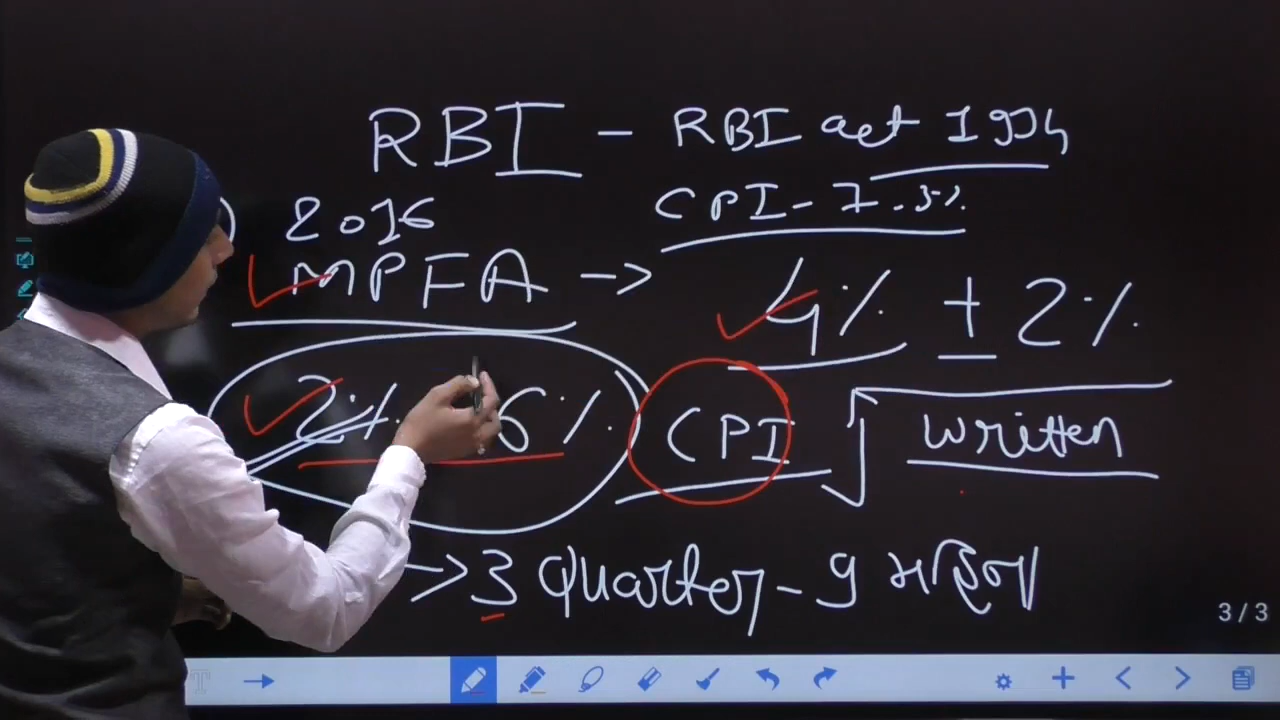 RBI - RBI act 1934
2016
CPI - 7.5%
MPFA →
4% ± 2%
2% 6% CPI
written
→ 3 Quarter - 9 महिना
3 / 3